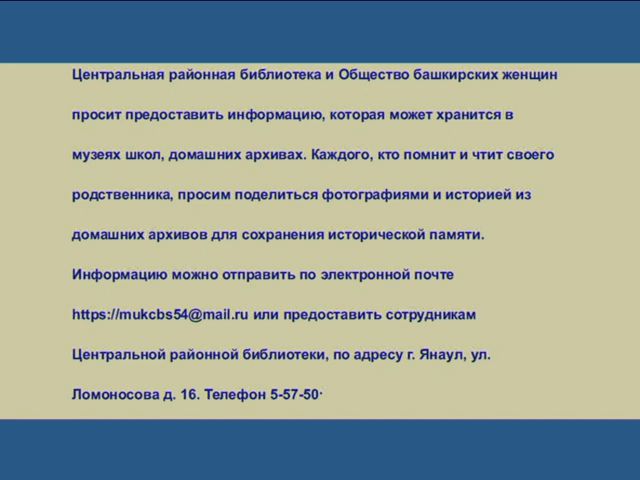 Центральная районная библиотека и Общество башкирских женщин
просит предоставить информацию, которая может хранится в
музеях школ, домашних архивах. Каждого, кто помнит и чтит своего
родственника, просим поделиться фотографиями и историей из
домашних архивов для сохранения исторической памяти.
Информацию можно отправить по электронной почте
https://mukcbs54@mail.ru или предоставить сотрудникам
Центральной районной библиотеки, по адресу г. Янаул, ул.
Ломоносова д. 16. Телефон 5-57-50.